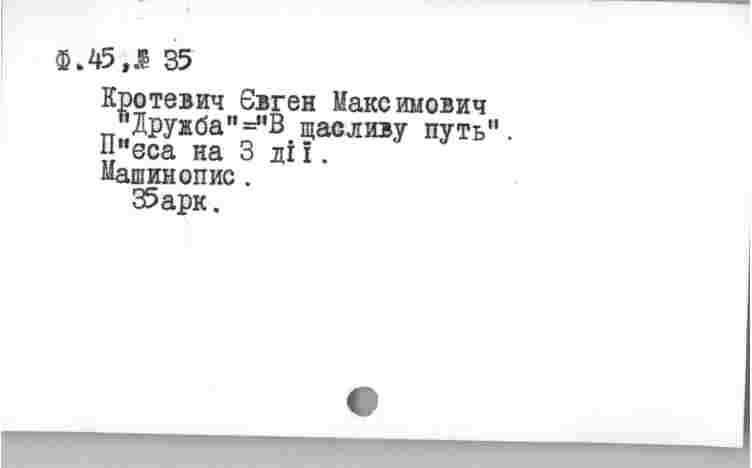 Ф.45,№ 35
Кротевич Євген Максимович
"Дружба"="В щасливу путь".
П"єса на 3 дії.
Машинопис.
35арк.